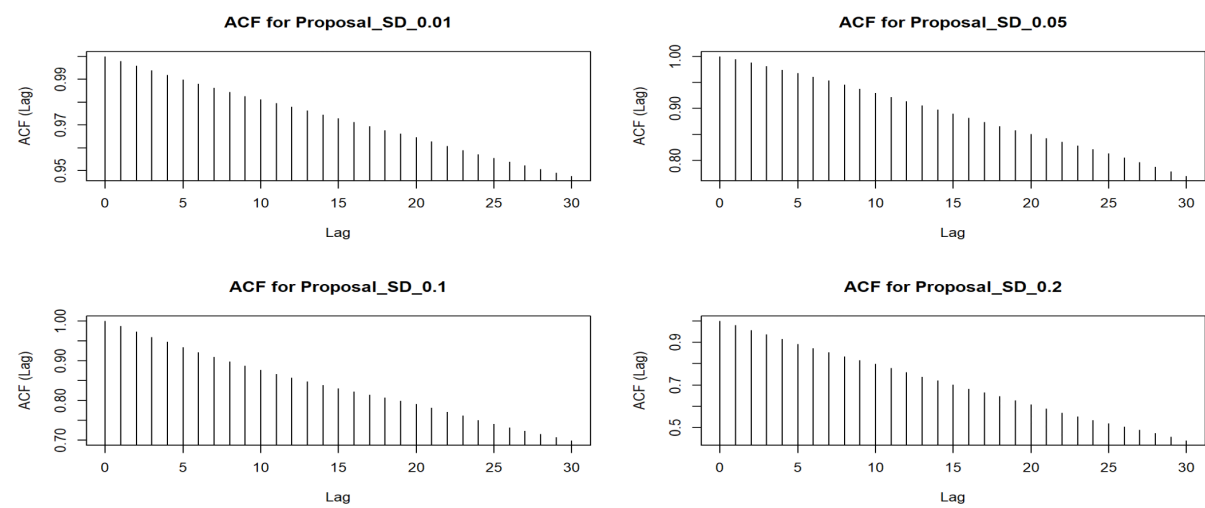 ACF for Proposal_SD_0.01
ACF (Lag)
0.99
0.97
0.95
0 5 10 15 20 25 30
Lag
ACF for Proposal_SD_0.05
ACF (Lag)
1.00
0.90
0.80
0 5 10 15 20 25 30
Lag
ACF for Proposal_SD_0.1
ACF (Lag)
1.00
0.90
0.80
0.70
0 5 10 15 20 25 30
Lag
ACF for Proposal_SD_0.2
ACF (Lag)
0.9
0.7
0.5
0 5 10 15 20 25 30
Lag